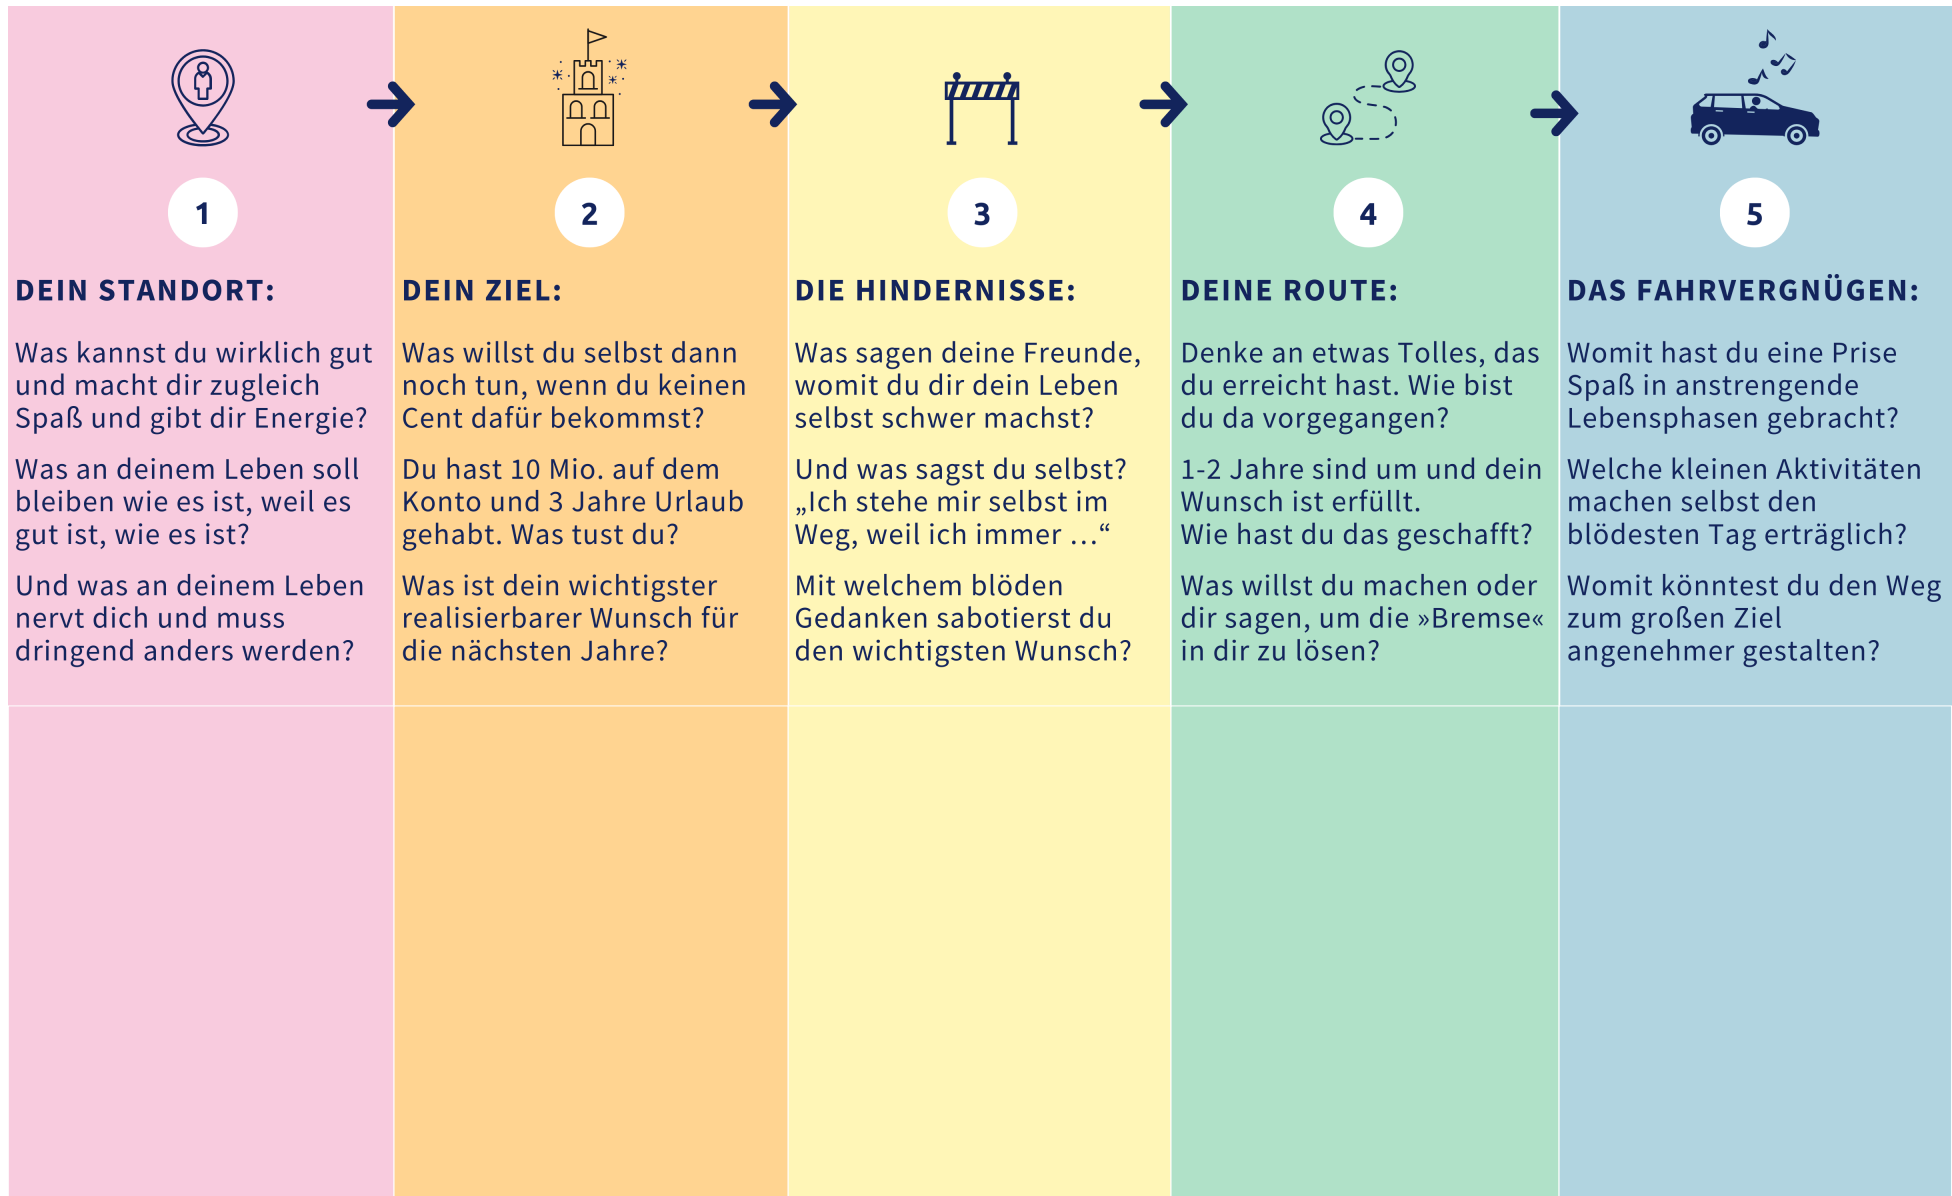 1
DEIN STANDORT:
Was kannst du wirklich gut
und macht dir zugleich
Spaß und gibt dir Energie?
Was an deinem Leben soll
bleiben wie es ist, weil es
gut ist, wie es ist?
Und was an deinem Leben
nervt dich und muss
dringend anders werden?
2
DEIN ZIEL:
Was willst du selbst dann
noch tun, wenn du keinen
Cent dafür bekommst?
Du hast 10 Mio. auf dem
Konto und 3 Jahre Urlaub
gehabt. Was tust du?
Was ist dein wichtigster
realisierbarer Wunsch für
die nächsten Jahre?
3
DIE HINDERNISSE:
Was sagen deine Freunde,
womit du dir dein Leben
selbst schwer machst?
Und was sagst du selbst?
„Ich stehe mir selbst im
Weg, weil ich immer …“
Mit welchem blöden
Gedanken sabotierst du
den wichtigsten Wunsch?
4
DEINE ROUTE:
Denke an etwas Tolles, das
du erreicht hast. Wie bist
du da vorgegangen?
1-2 Jahre sind um und dein
Wunsch ist erfüllt.
Wie hast du das geschafft?
Was willst du machen oder
dir sagen, um die »Bremse«
in dir zu lösen?
5
DAS FAHRVERGNÜGEN:
Womit hast du eine Prise
Spaß in anstrengende
Lebensphasen gebracht?
Welche kleinen Aktivitäten
machen selbst den
blödesten Tag erträglich?
Womit könntest du den Weg
zum großen Ziel
angenehmer gestalten?